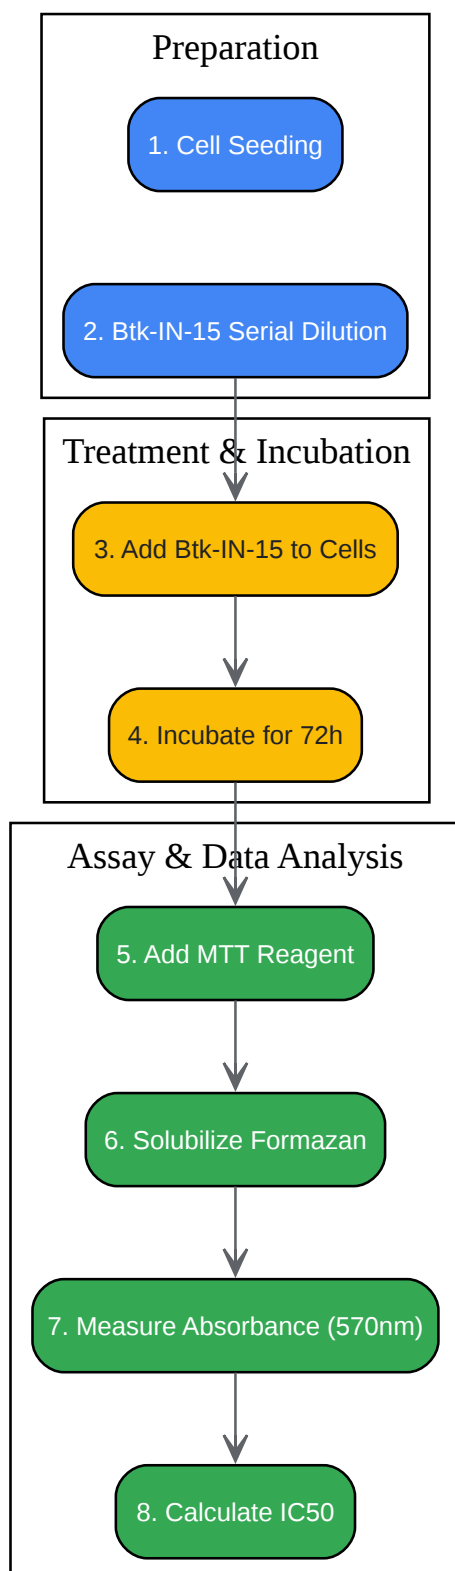 Preparation
1. Cell Seeding
2. Btk-IN-15 Serial Dilution
Treatment & Incubation
3. Add Btk-IN-15 to Cells
4. Incubate for 72h
Assay & Data Analysis
5. Add MTT Reagent
6. Solubilize Formazan
7. Measure Absorbance (570nm)
8. Calculate IC50